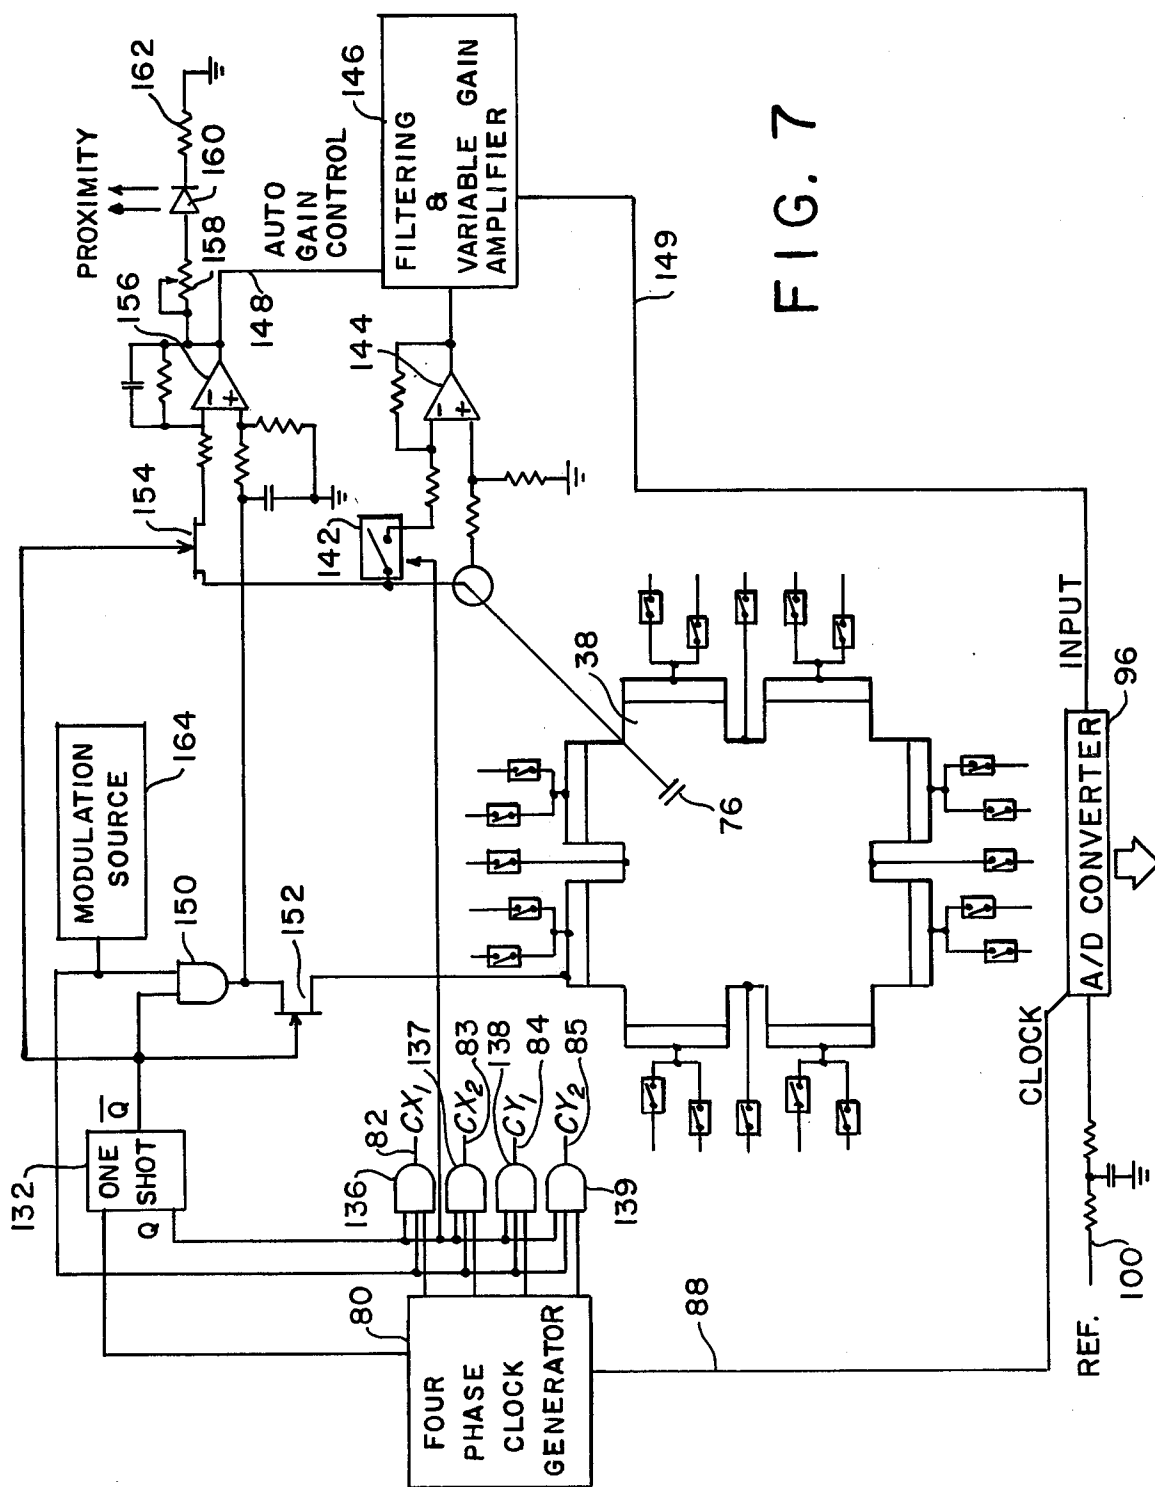 PROXIMITY
162
160
158
156
148
AUTO
GAIN
CONTROL
146
FILTERING
&
VARIABLE GAIN
AMPLIFIER
144
154
142
149
MODULATION
SOURCE
164
150
152
132
ONE
SHOT
Q
Q̅
136
82
CX₁
137
CX₂
83
138
CY₁
84
CY₂
85
139
80
FOUR
PHASE
CLOCK
GENERATOR
88
38
76
CLOCK
INPUT
A/D CONVERTER
96
REF.
100
FIG. 7